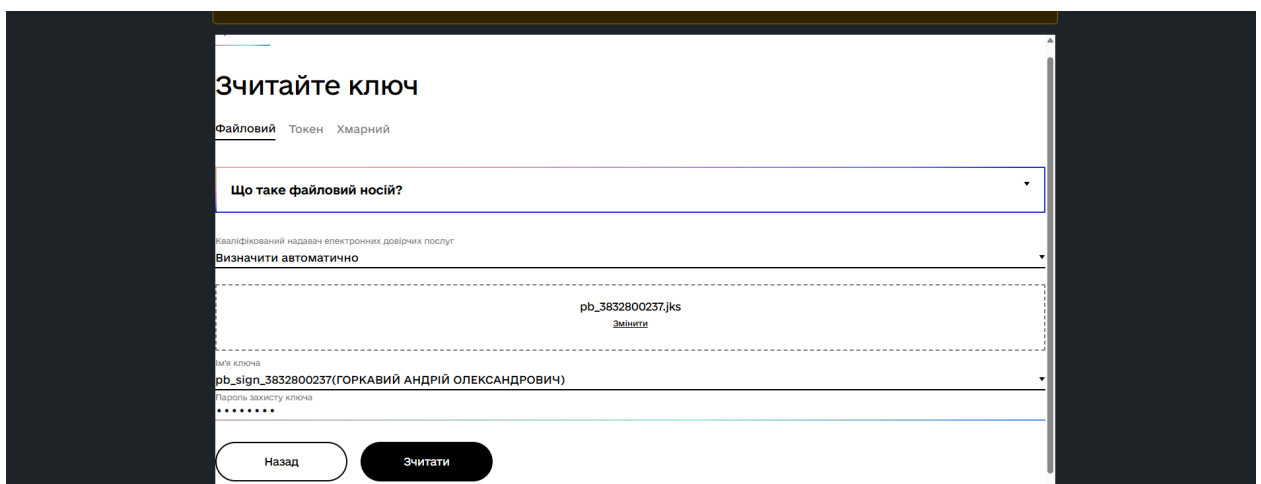 Зчитайте ключ
Файловий Токен Хмарний
Що таке файловий носій?
Кваліфікований надавач електронних довірчих послуг
Визначити автоматично
pb_3832800237.jks
Змінити
Ім'я ключа
pb_sign_3832800237(ГОРКАВИЙ АНДРІЙ ОЛЕКСАНДРОВИЧ)
Пароль захисту ключа
••••••••
Назад Зчитати